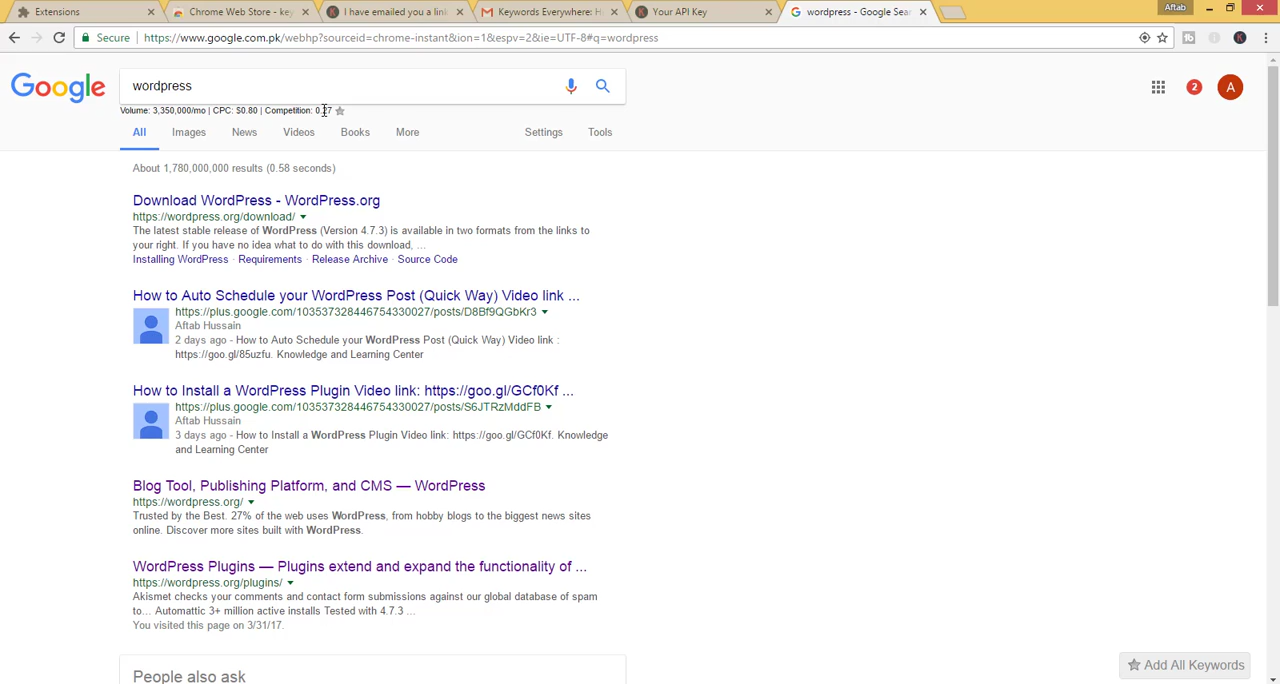 Extensions
Chrome Web Store - key
I have emailed you a lin
Keywords Everywhere: H
Your API Key
wordpress - Google Sear
Aftab
Secure
https://www.google.com.pk/webhp?sourceid=chrome-instant&ion=1&espv=2&ie=UTF-8#q=wordpress
Google
wordpress
2
A
Volume: 3,350,000/mo | CPC: $0.80 | Competition: 0.27
All
Images
News
Videos
Books
More
Settings
Tools
About 1,780,000,000 results (0.58 seconds)
Download WordPress - WordPress.org
https://wordpress.org/download/
The latest stable release of WordPress (Version 4.7.3) is available in two formats from the links to
your right. If you have no idea what to do with this download, ...
Installing WordPress · Requirements · Release Archive · Source Code
How to Auto Schedule your WordPress Post (Quick Way) Video link ...
https://plus.google.com/103537328446754330027/posts/D8Bf9QGbKr3
Aftab Hussain
2 days ago - How to Auto Schedule your WordPress Post (Quick Way) Video link :
https://goo.gl/85uzfu. Knowledge and Learning Center
How to Install a WordPress Plugin Video link: https://goo.gl/GCf0Kf ...
https://plus.google.com/103537328446754330027/posts/S6JTRzMddFB
Aftab Hussain
3 days ago - How to Install a WordPress Plugin Video link: https://goo.gl/GCf0Kf. Knowledge
and Learning Center
Blog Tool, Publishing Platform, and CMS — WordPress
https://wordpress.org/
Trusted by the Best. 27% of the web uses WordPress, from hobby blogs to the biggest news sites
online. Discover more sites built with WordPress.
WordPress Plugins — Plugins extend and expand the functionality of ...
https://wordpress.org/plugins/
Akismet checks your comments and contact form submissions against our global database of spam
to... Automattic 3+ million active installs Tested with 4.7.3 ...
You visited this page on 3/31/17.
People also ask
Add All Keywords